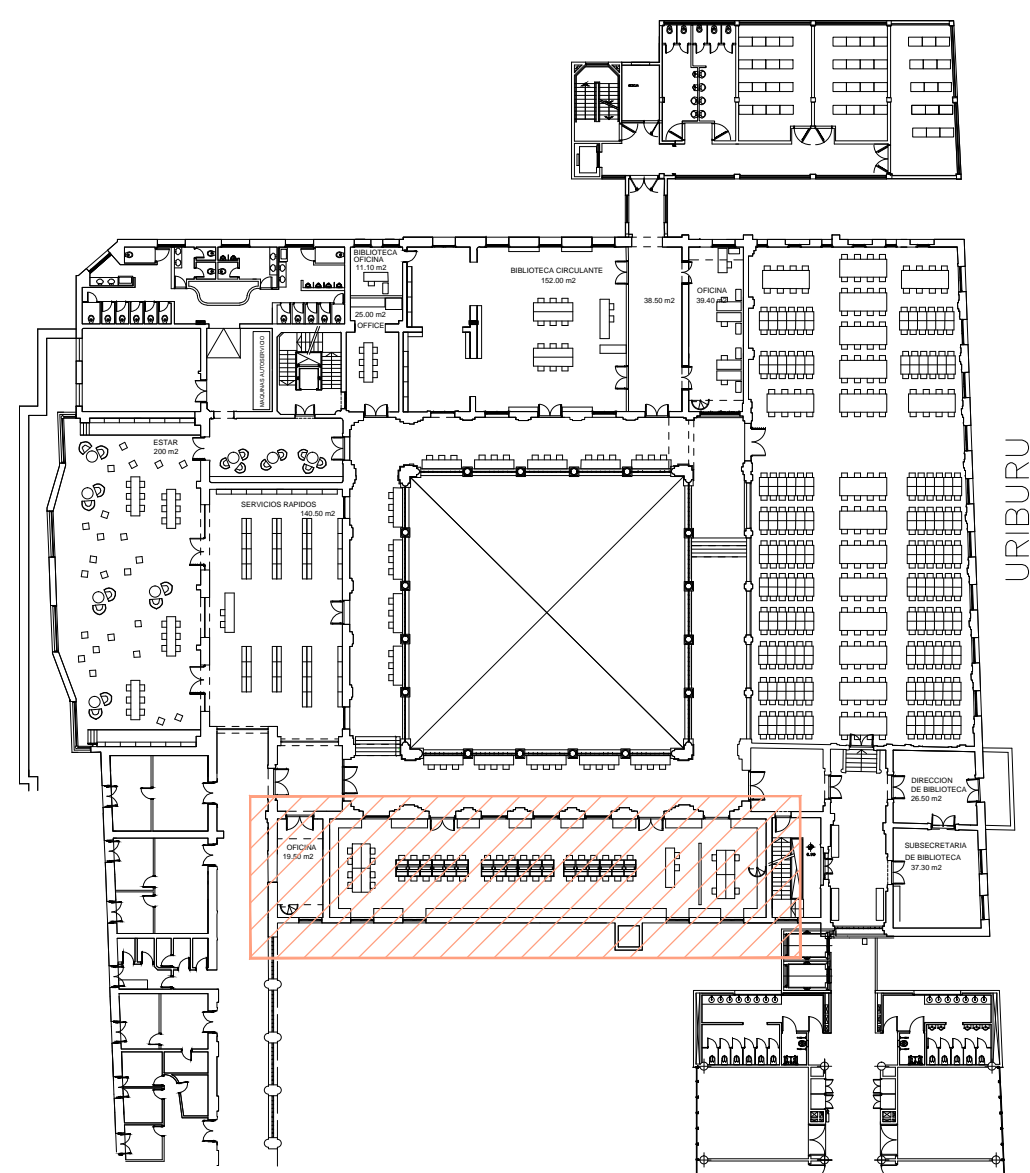 BIBLIOTECA
OFICINA
11.10 m2
25.00 m2
OFFICE
BIBLIOTECA CIRCULANTE
152.00 m2
38.50 m2
OFICINA
39.40 m2
MAQUINAS AUTOSERVICIO
ESTAR
200 m2
SERVICIOS RAPIDOS
140.50 m2
URIBURU
DIRECCION
DE BIBLIOTECA
26.50 m2
SUBSECRETARIA
DE BIBLIOTECA
37.30 m2
OFICINA
19.50 m2